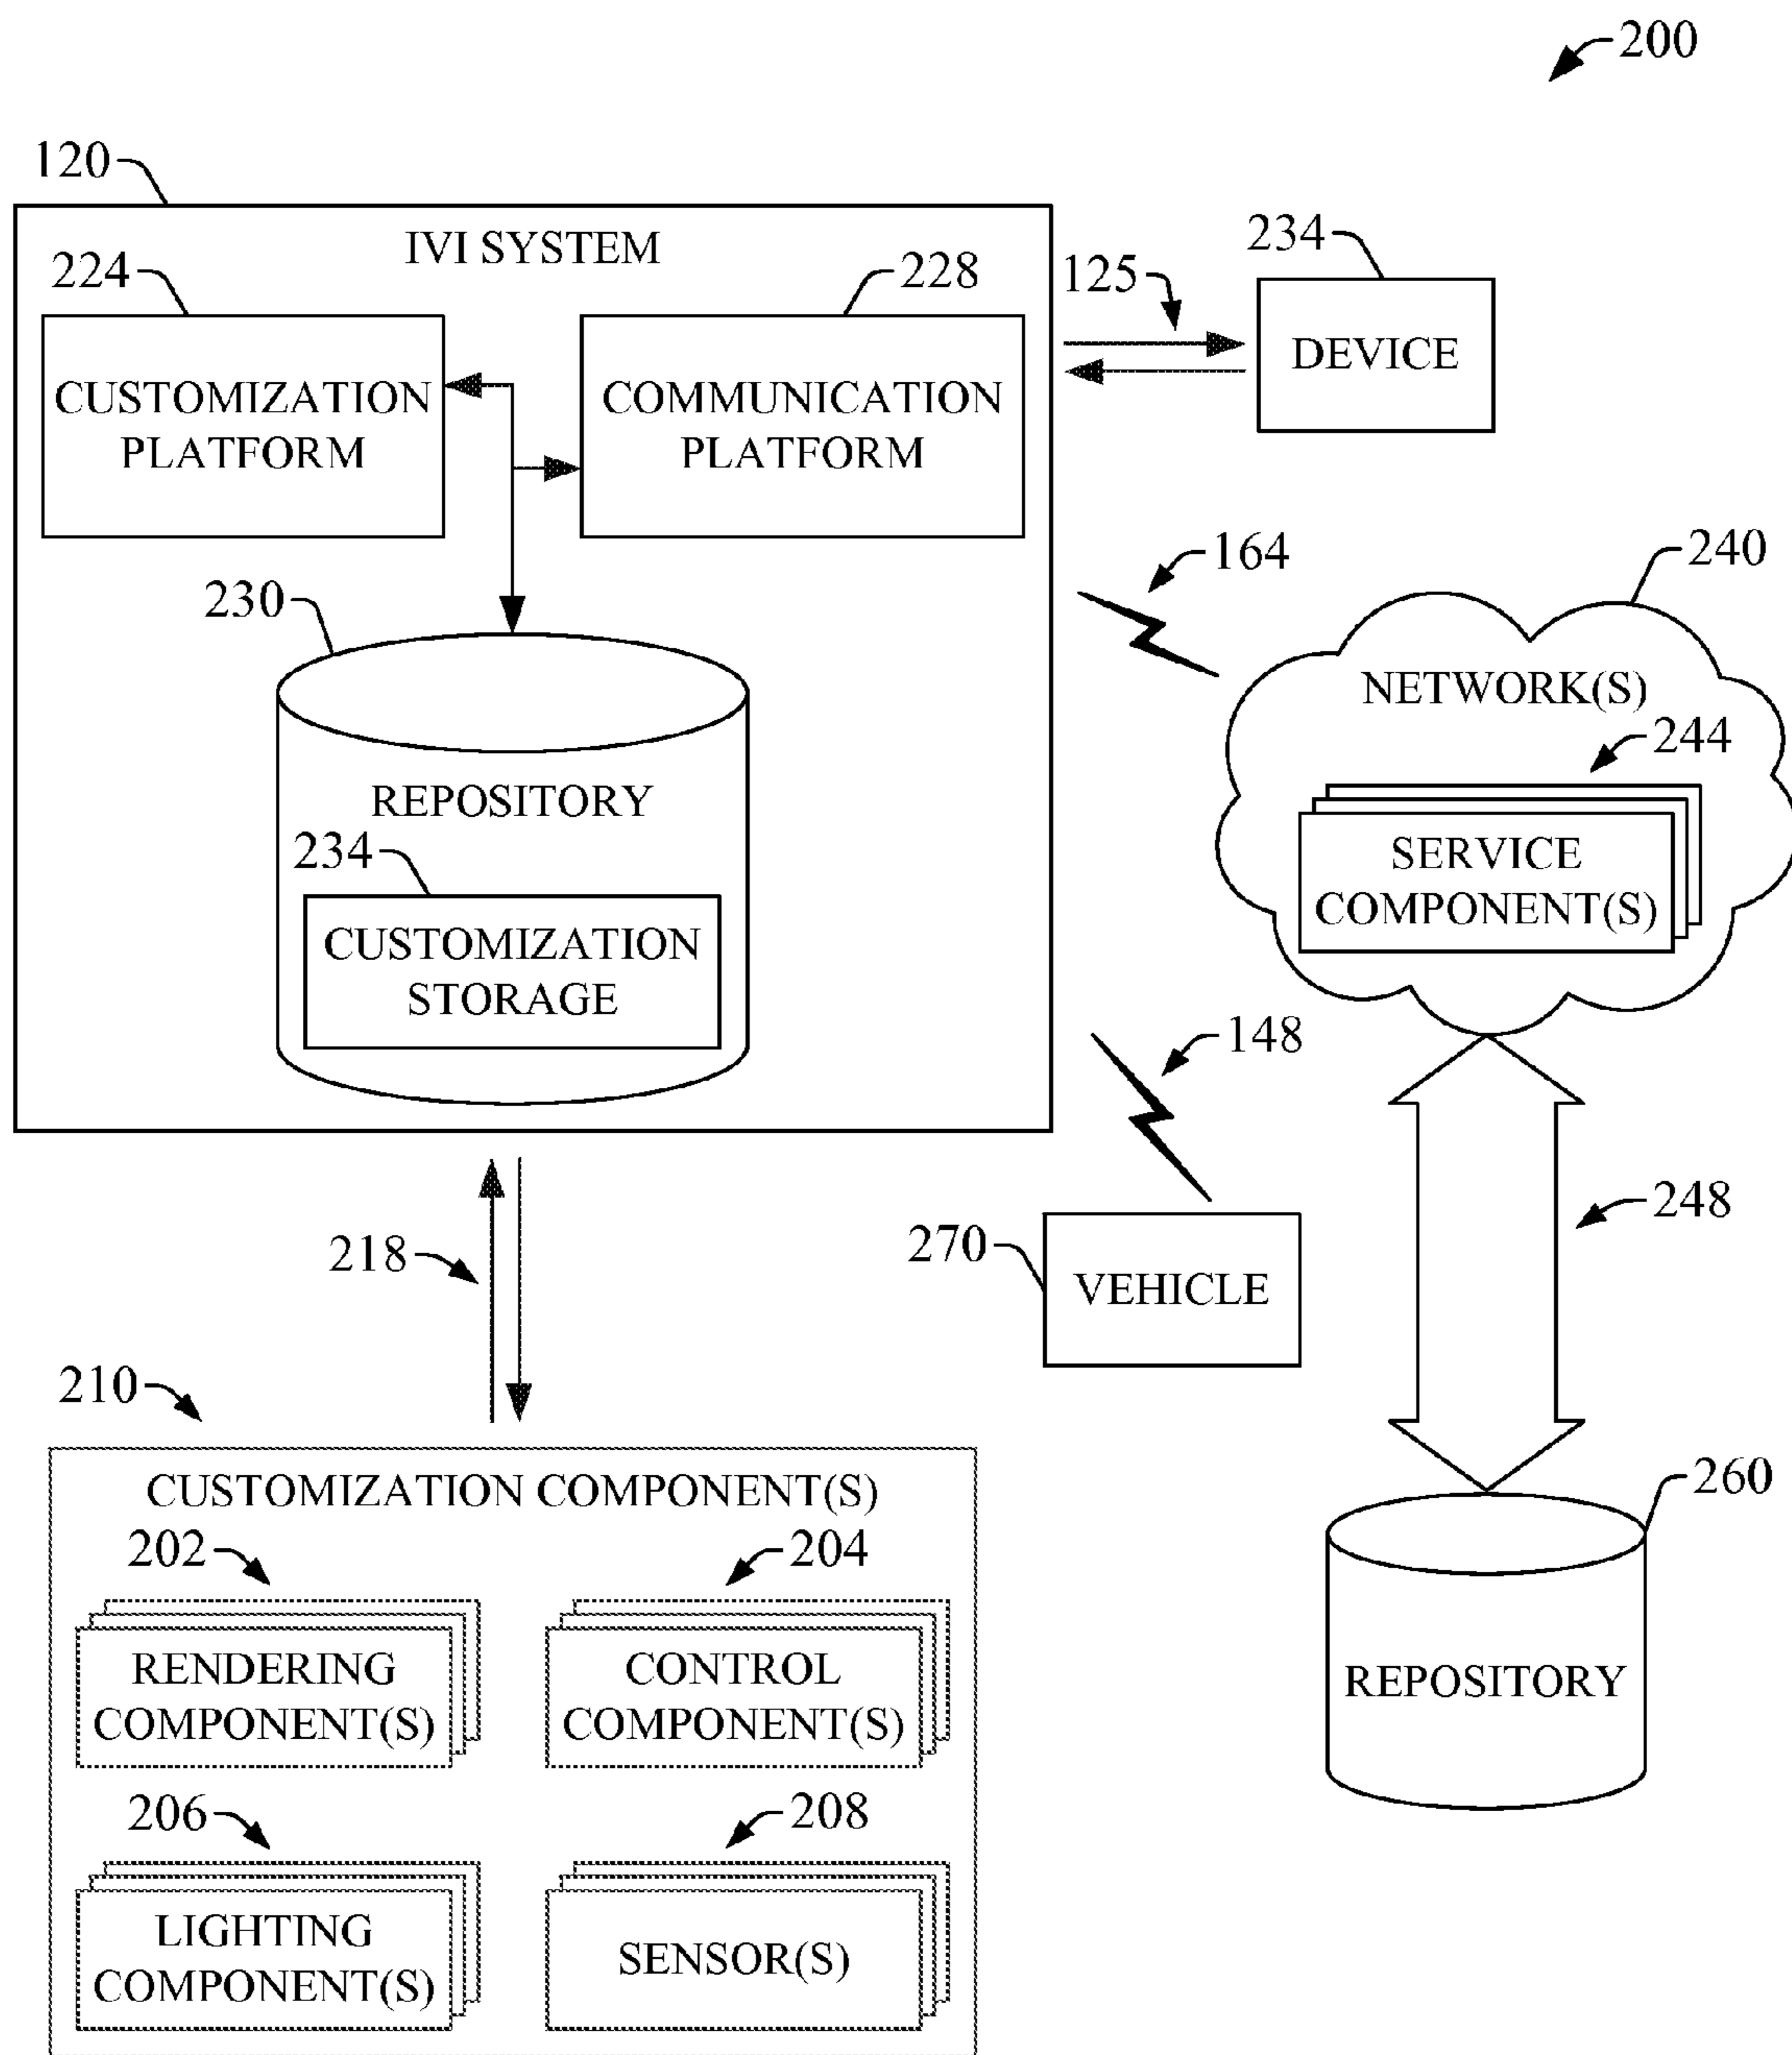 200
120
IVI SYSTEM
224
228
125
234
CUSTOMIZATION
PLATFORM
COMMUNICATION
PLATFORM
DEVICE
164
240
230
NETWORK(S)
244
REPOSITORY
234
SERVICE
COMPONENT(S)
CUSTOMIZATION
STORAGE
148
248
218
270
VEHICLE
210
CUSTOMIZATION COMPONENT(S)
260
202
204
RENDERING
COMPONENT(S)
CONTROL
COMPONENT(S)
REPOSITORY
206
208
LIGHTING
COMPONENT(S)
SENSOR(S)